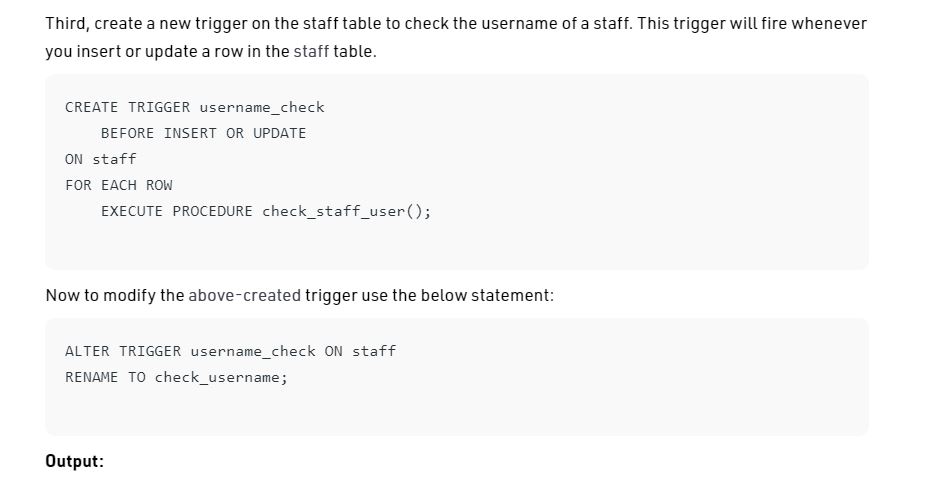 Third, create a new trigger on the staff table to check the username of a staff. This trigger will fire whenever
you insert or update a row in the staff table.
CREATE TRIGGER username_check
BEFORE INSERT OR UPDATE
ON staff
FOR EACH ROW
EXECUTE PROCEDURE check_staff_user();
Now to modify the above-created trigger use the below statement:
ALTER TRIGGER username_check ON staff
RENAME TO check_username;
Output: